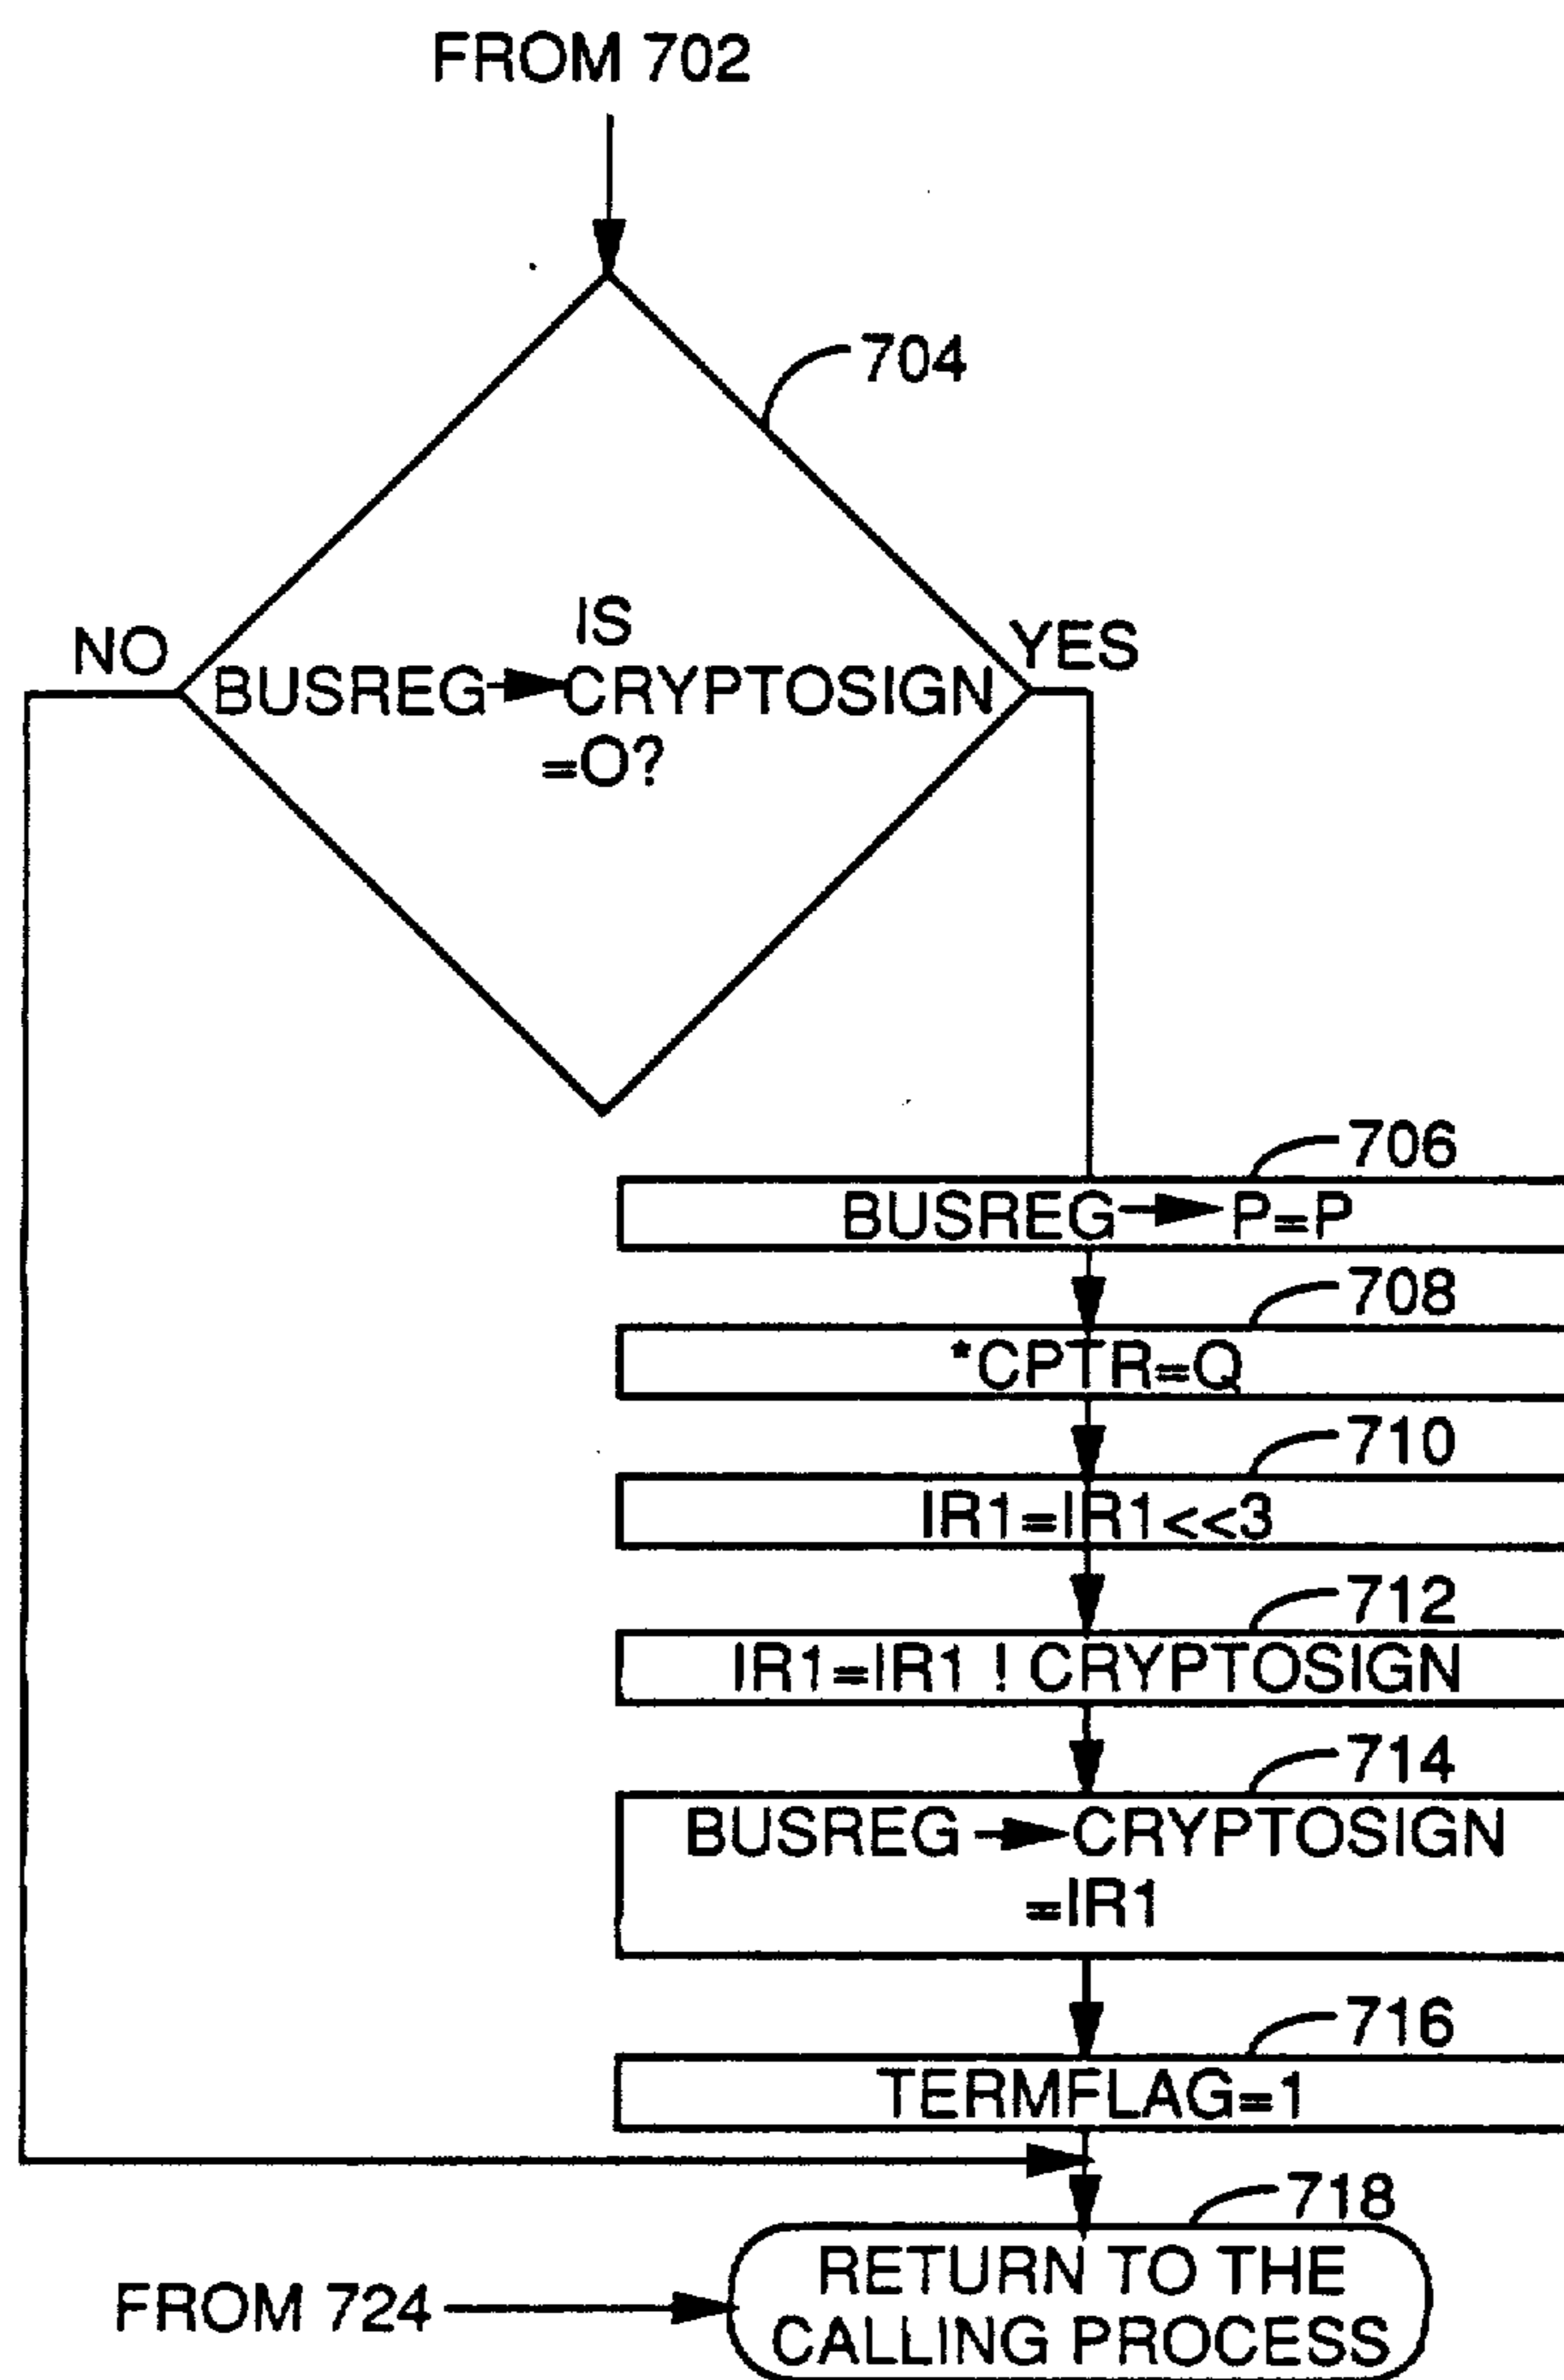 FROM 702
704
IS
NO
YES
BUSREG→CRYPTOSIGN
=O?
706
BUSREG→P=P
708
*CPTR=Q
710
IR1=IR1<<3
712
IR1=IR1 ! CRYPTOSIGN
714
BUSREG→CRYPTOSIGN
=IR1
716
TERMFLAG=1
718
RETURN TO THE
FROM 724
CALLING PROCESS